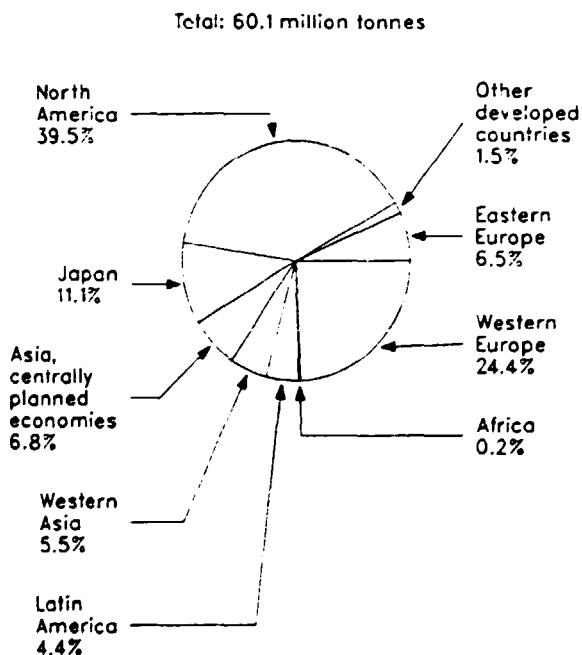 Total: 60.1 million tonnes
North
America
39.5%
Other
developed
countries
1.5%
Eastern
Europe
6.5%
Japan
11.1%
Western
Europe
24.4%
Asia,
centrally
planned
economies
6.8%
Africa
0.2%
Western
Asia
5.5%
Latin
America
4.4%